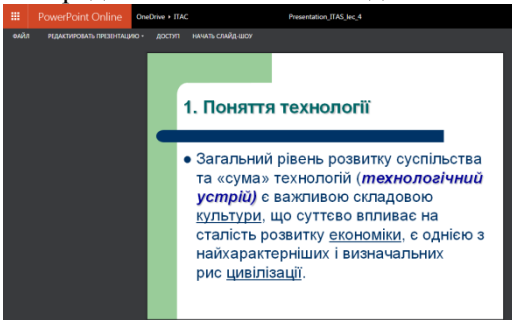 PowerPoint Online OneDrive ▸ ITAC Presentation_ITAS_lec_4
ФАЙЛ РЕДАКТИРОВАТЬ ПРЕЗЕНТАЦИЮ ДОСТУП НАЧАТЬ СЛАЙД-ШОУ
1. Поняття технології
• Загальний рівень розвитку суспільства
та «сума» технологій (технологічний
устрій) є важливою складовою
культури, що суттєво впливає на
сталість розвитку економіки, є однією з
найхарактерніших і визначальних
рис цивілізації.